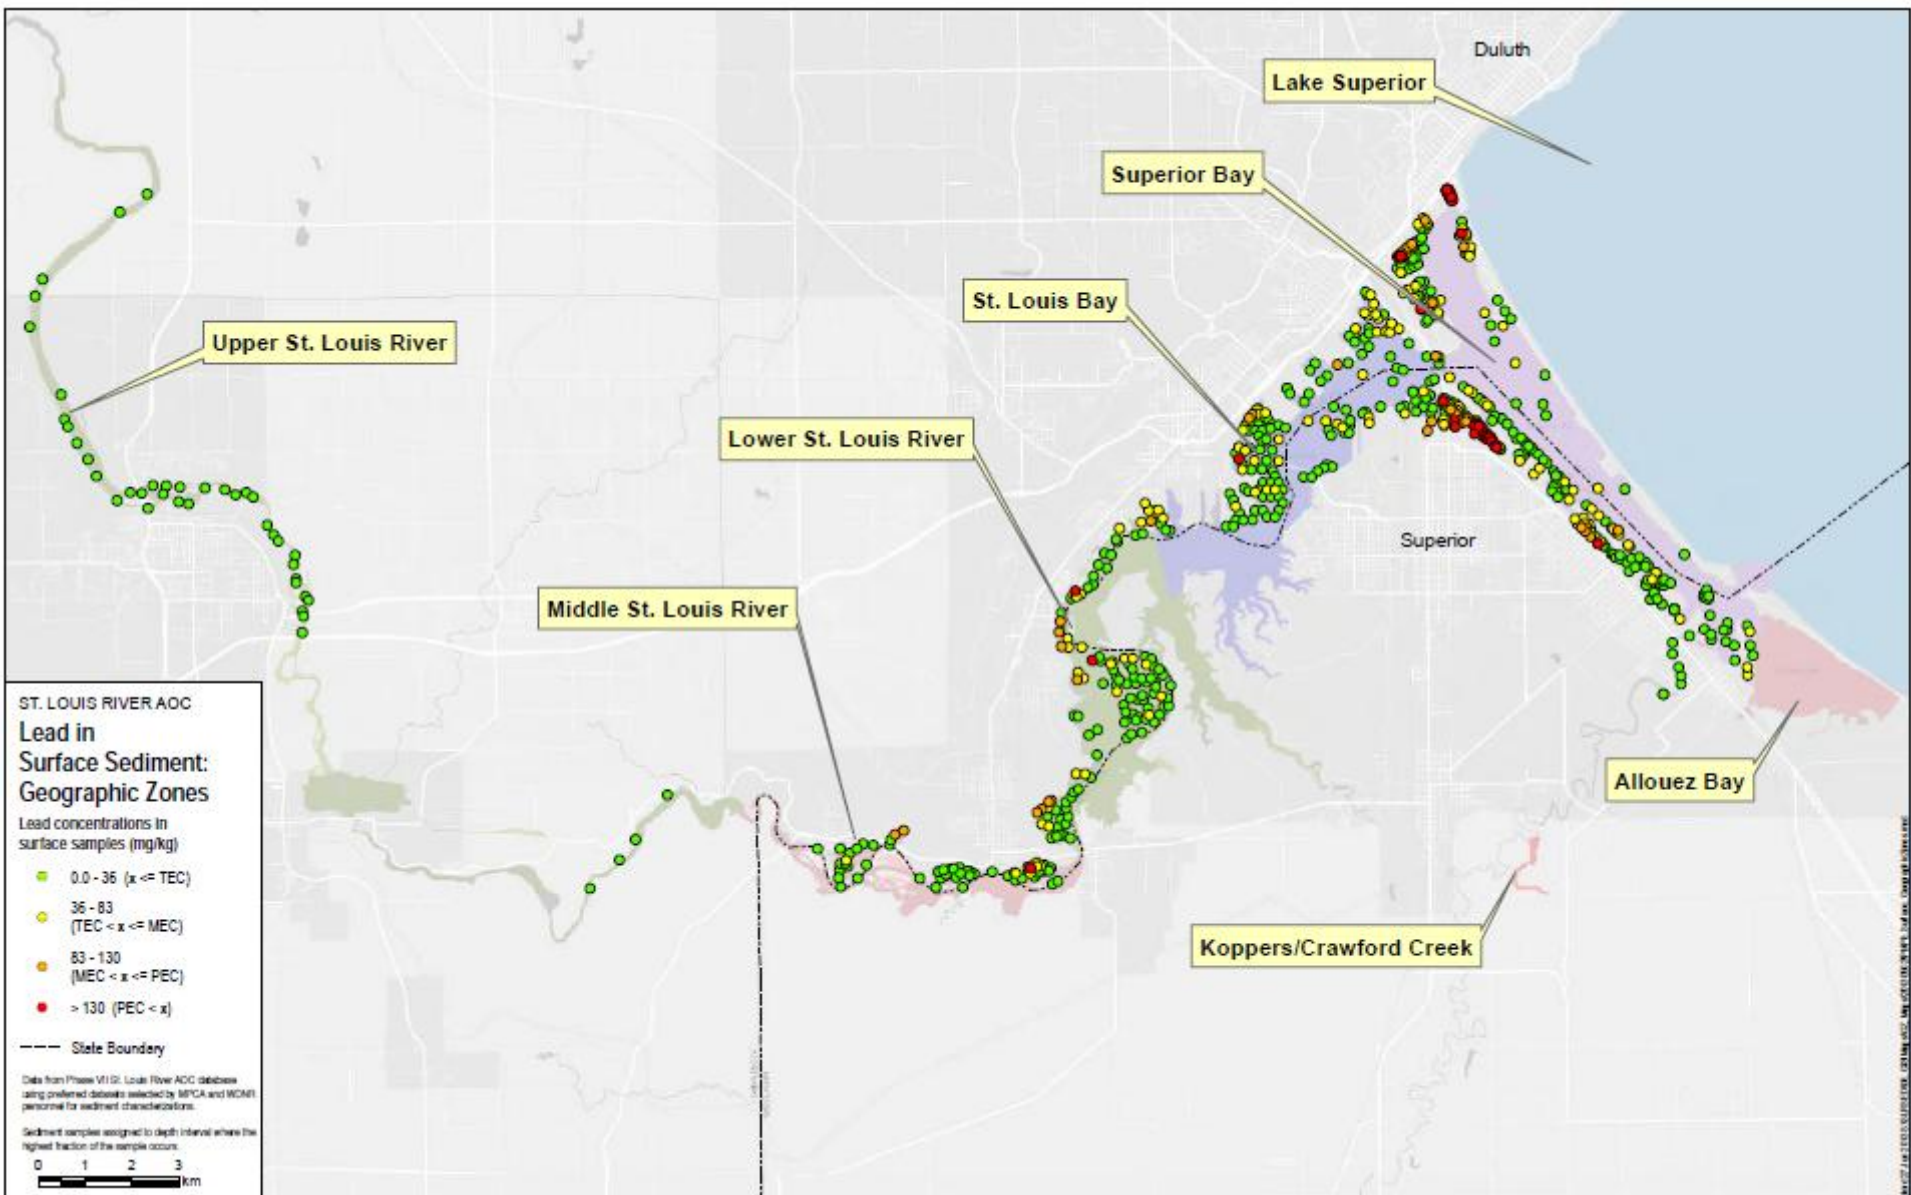 Duluth
Lake Superior
Superior Bay
St. Louis Bay
Upper St. Louis River
Lower St. Louis River
Superior
Middle St. Louis River
Allouez Bay
Koppers/Crawford Creek
ST. LOUIS RIVER AOC
Lead in
Surface Sediment:
Geographic Zones
Lead concentrations in
surface samples (mg/kg)
0.0 - 36 (x <= TEC)
36 - 83
(TEC < x <= MEC)
83 - 130
(MEC < x <= PEC)
> 130 (PEC < x)
State Boundary
Data from Phase VII St. Louis River AOC database
using preferred datasets selected by MPCA and WDNR
personnel for sediment characterizations.
Sediment samples assigned to depth interval where the
highest fraction of the sample occurs.
0 1 2 3
km